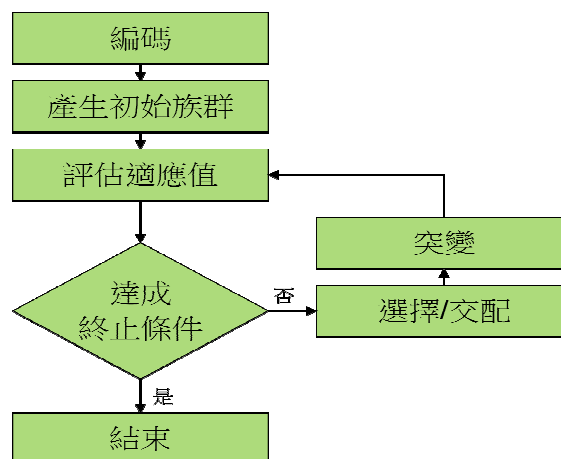 編碼
產生初始族群
評估適應值
突變
達成
終止條件
否
選擇/交配
是
結束